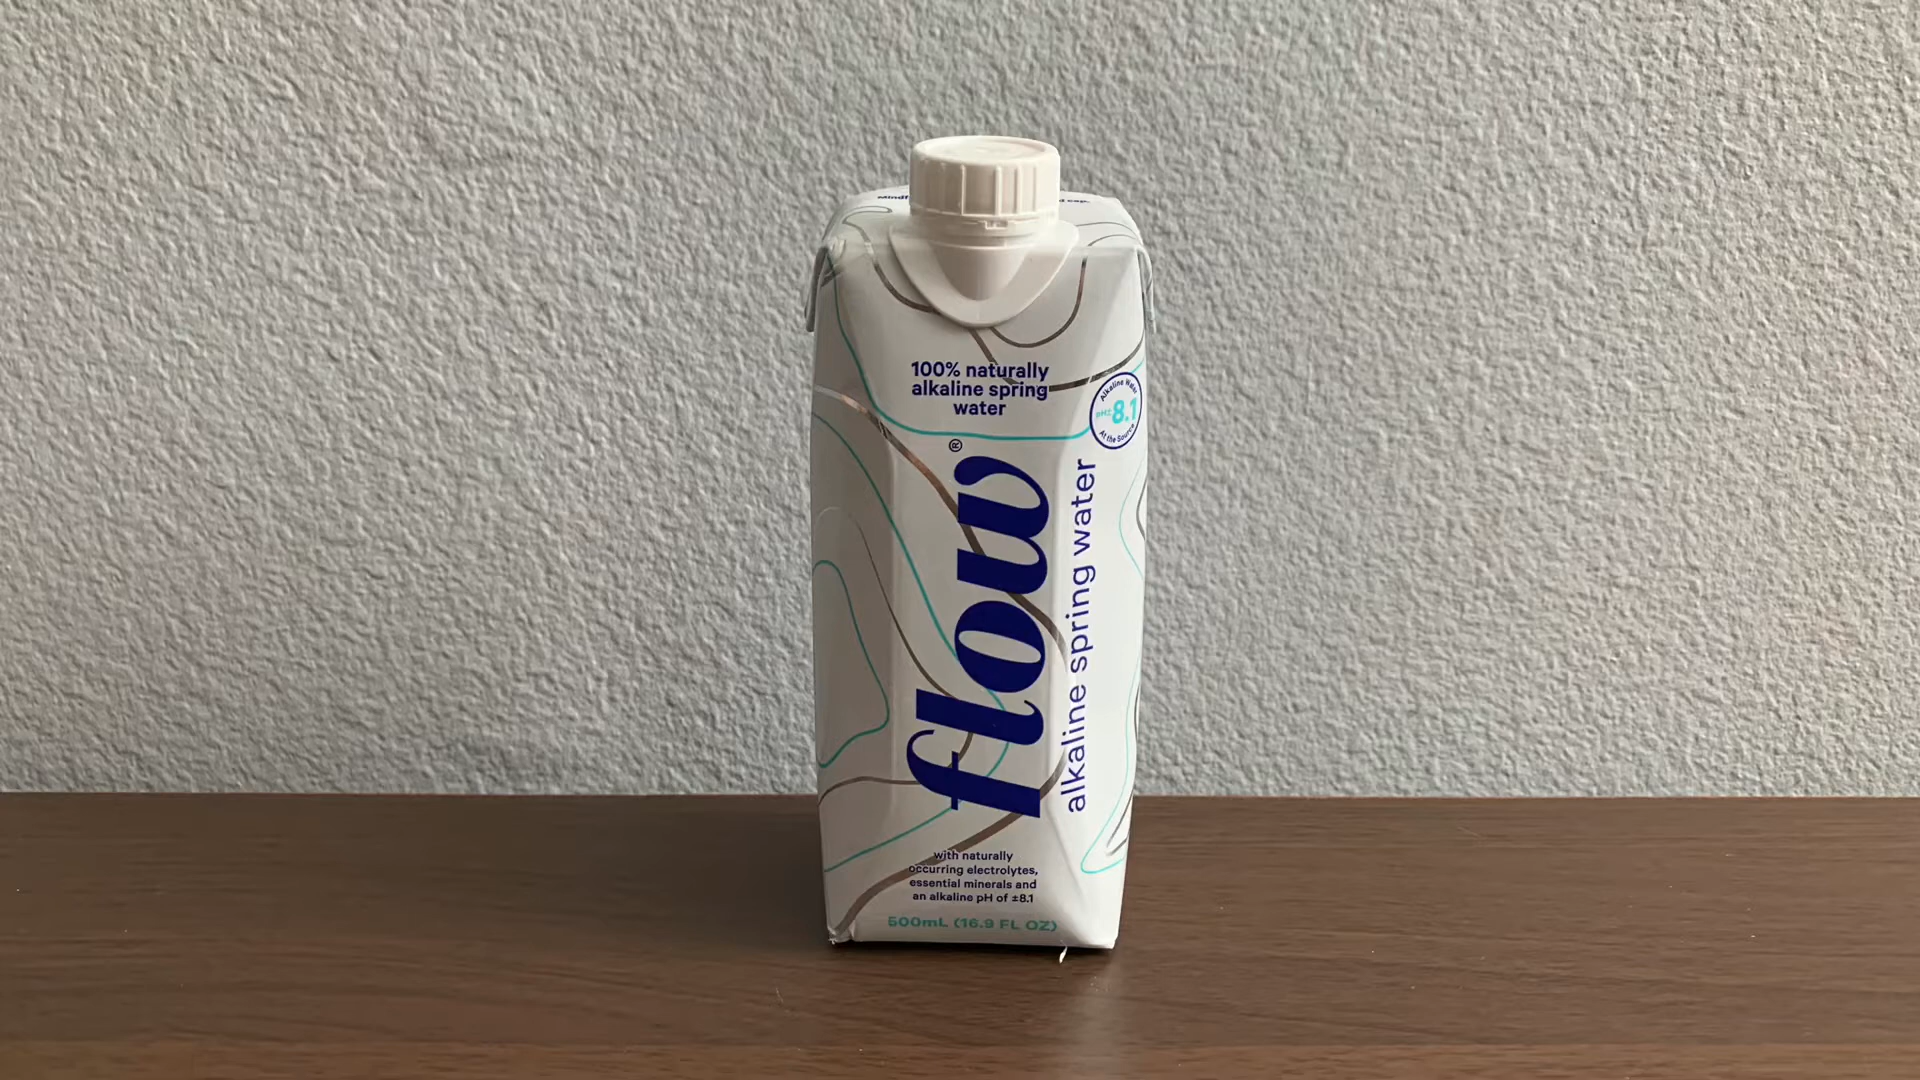 100% naturally
alkaline spring
water
Alkaline Water
pH± 8.1
At the Source
flow®
alkaline spring water
with naturally
occurring electrolytes,
essential minerals and
an alkaline pH of ±8.1
500mL (16.9 FL OZ)